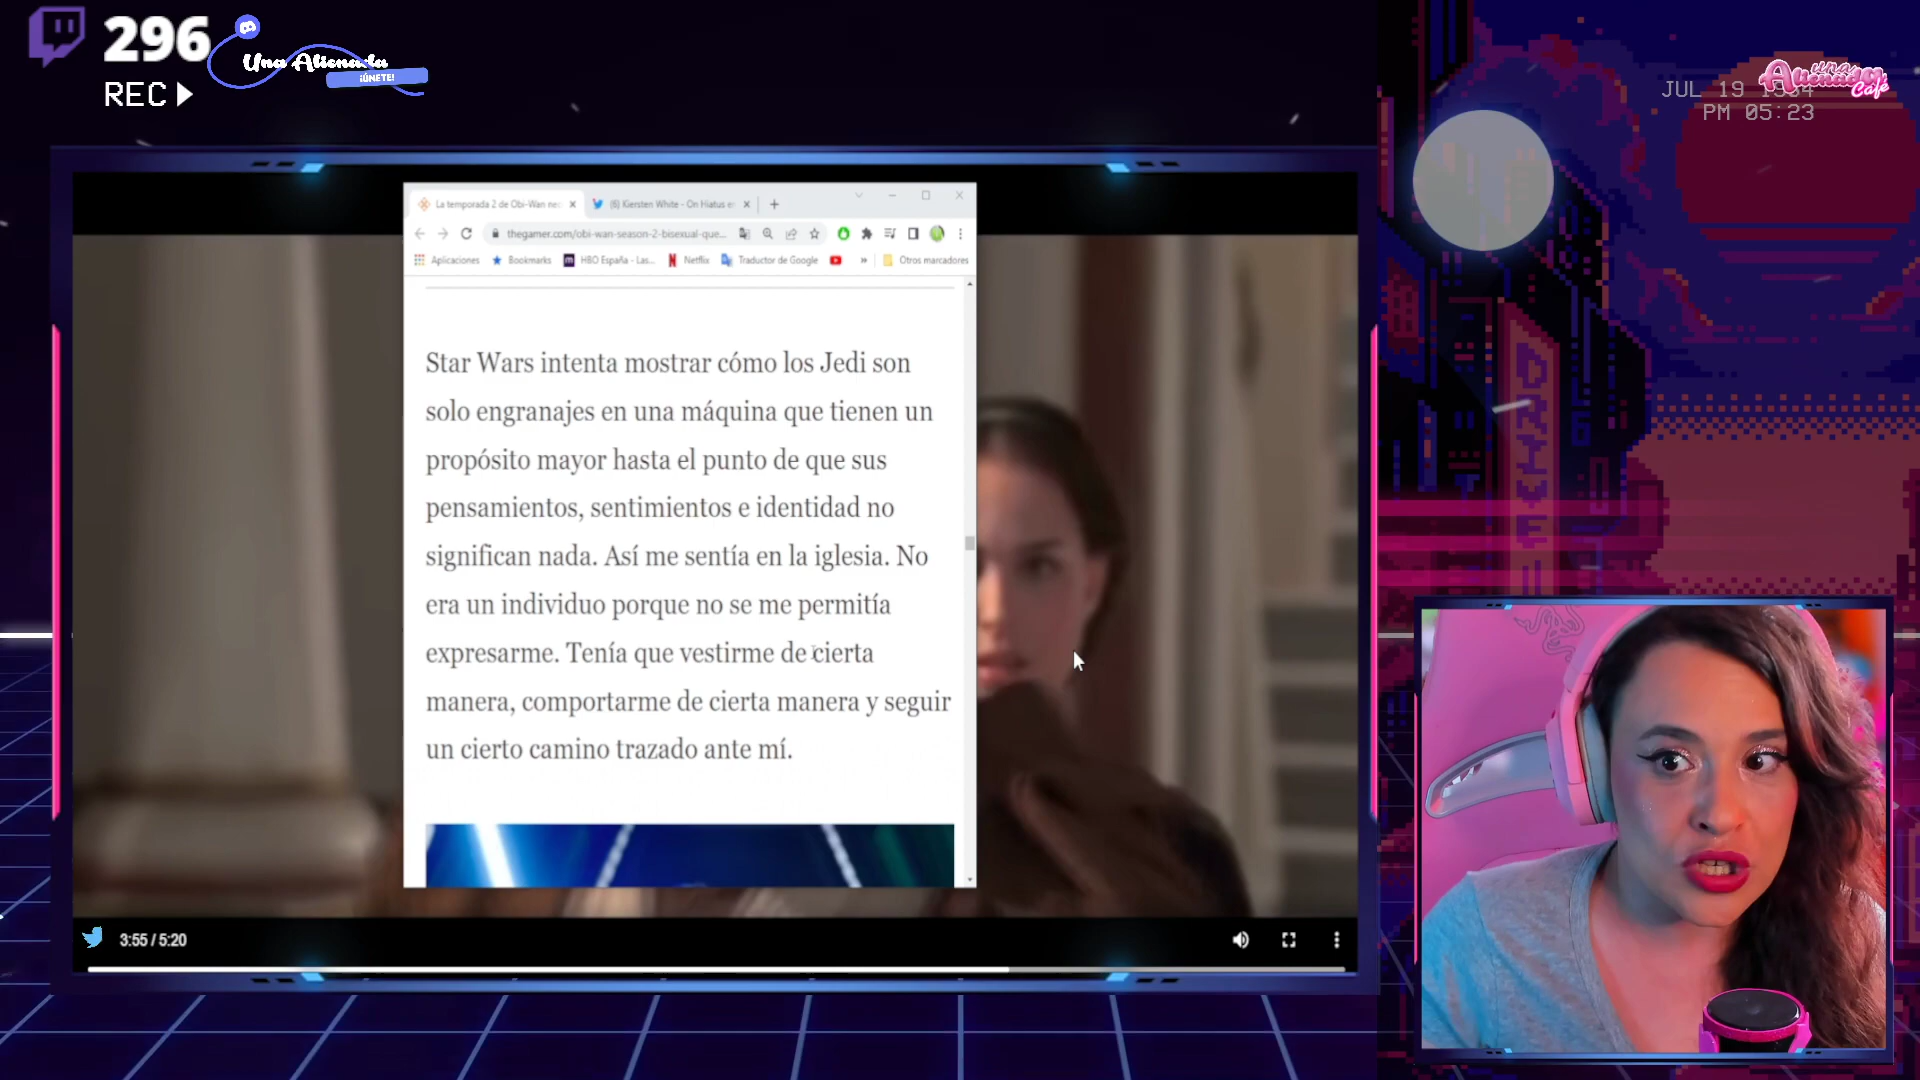 296
Una Alienada
¡ÚNETE!
REC
una
Alienada
Café
JUL 19
PM 05:23
La temporada 2 de Obi-Wan nec
(6) Kiersten White - On Hiatus e
thegamer.com/obi-wan-season-2-bisexual-que...
Aplicaciones
Bookmarks
HBO España - Las...
Netflix
Traductor de Google
»
Otros marcadores
Star Wars intenta mostrar cómo los Jedi son
solo engranajes en una máquina que tienen un
propósito mayor hasta el punto de que sus
pensamientos, sentimientos e identidad no
significan nada. Así me sentía en la iglesia. No
era un individuo porque no se me permitía
expresarme. Tenía que vestirme de cierta
manera, comportarme de cierta manera y seguir
un cierto camino trazado ante mí.
3:55 / 5:20